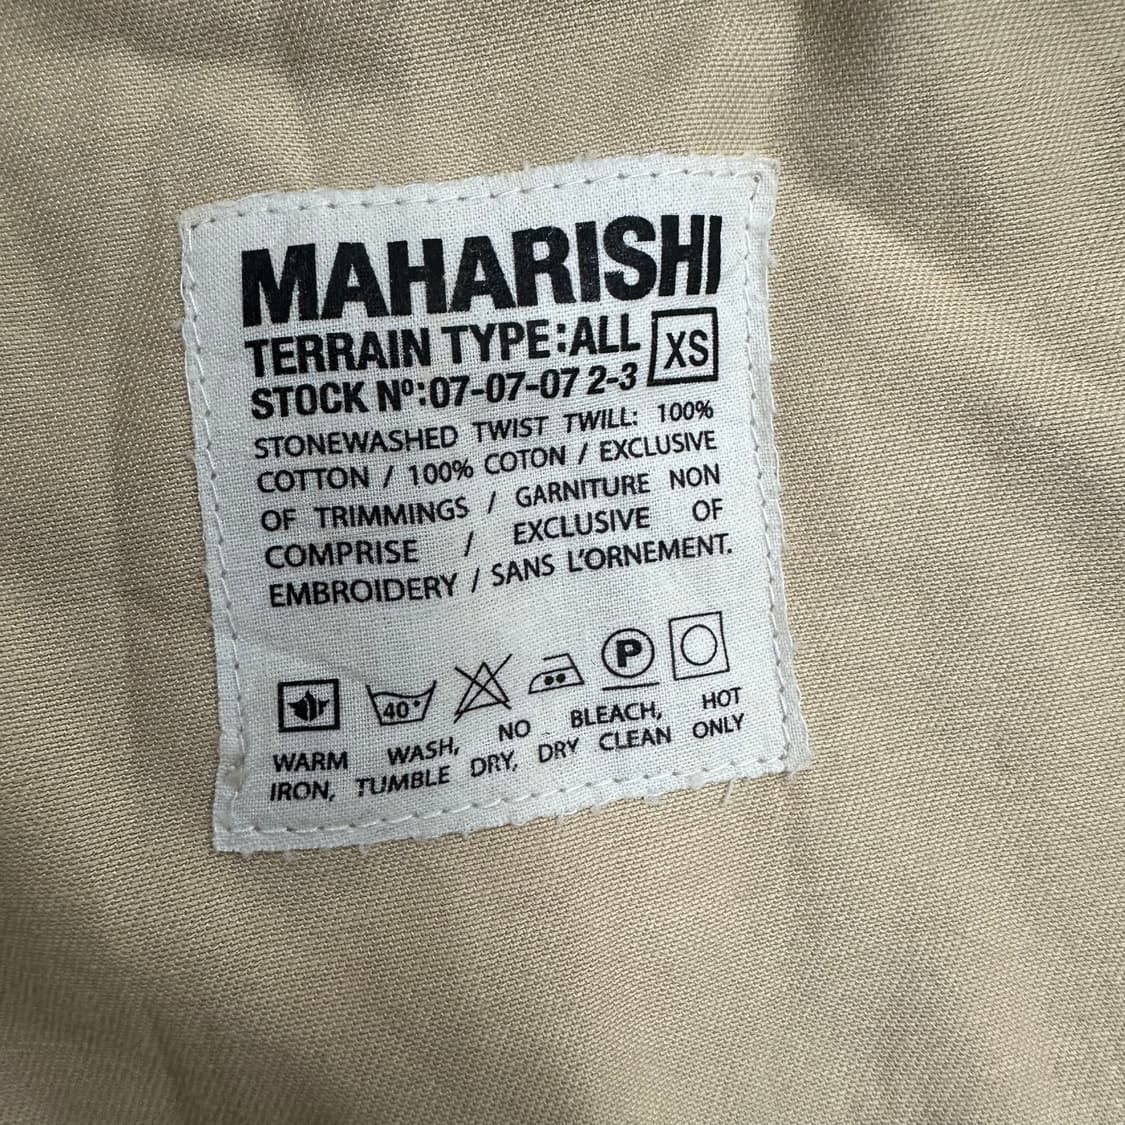 MAHARISHI
TERRAIN TYPE:ALL
XS
STOCK Nº:07-07-07 2-3
STONEWASHED TWIST TWILL: 100%
COTTON / 100% COTON / EXCLUSIVE
OF TRIMMINGS / GARNITURE NON
COMPRISE / EXCLUSIVE OF
EMBROIDERY / SANS L'ORNEMENT.
40°
P
WARM WASH, NO BLEACH, HOT
IRON, TUMBLE DRY, DRY CLEAN ONLY